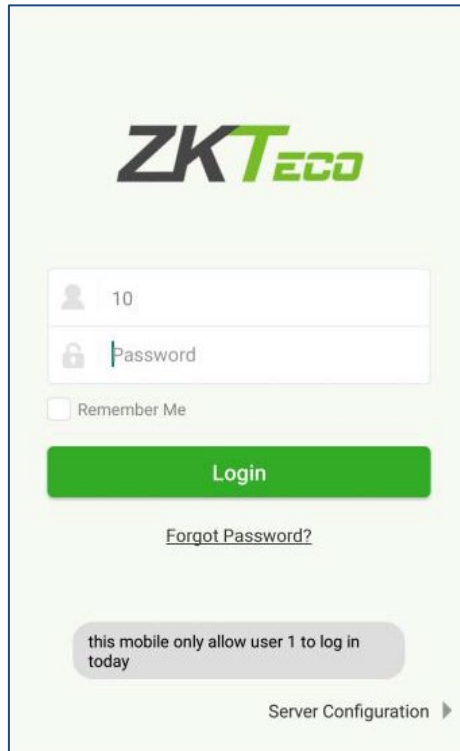 ZKTECO
10
Password
Remember Me
Login
Forgot Password?
this mobile only allow user 1 to log in
today
Server Configuration